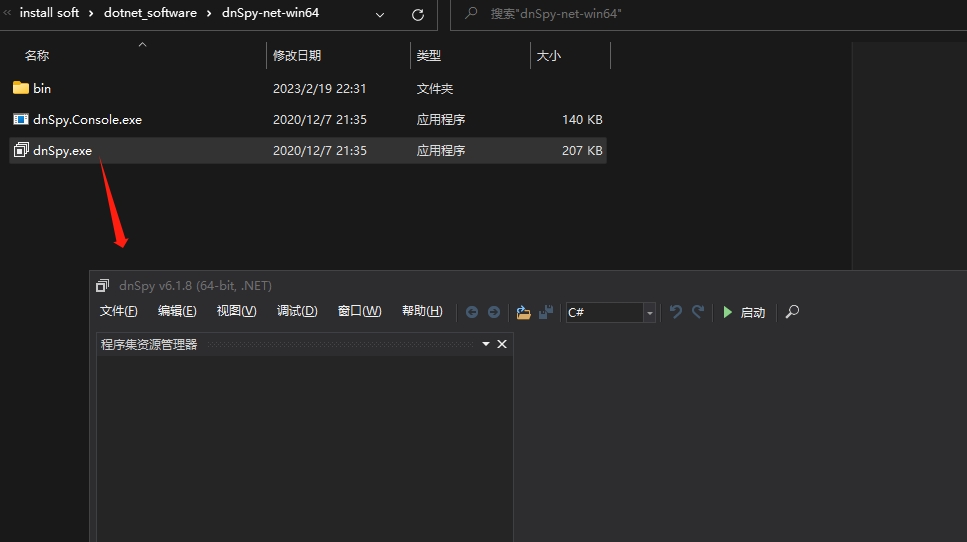 « install soft › dotnet_software › dnSpy-net-win64
搜索"dnSpy-net-win64"
名称 修改日期 类型 大小
bin 2023/2/19 22:31 文件夹
dnSpy.Console.exe 2020/12/7 21:35 应用程序 140 KB
dnSpy.exe 2020/12/7 21:35 应用程序 207 KB
dnSpy v6.1.8 (64-bit, .NET)
文件(F) 编辑(E) 视图(V) 调试(D) 窗口(W) 帮助(H) C# 启动
程序集资源管理器